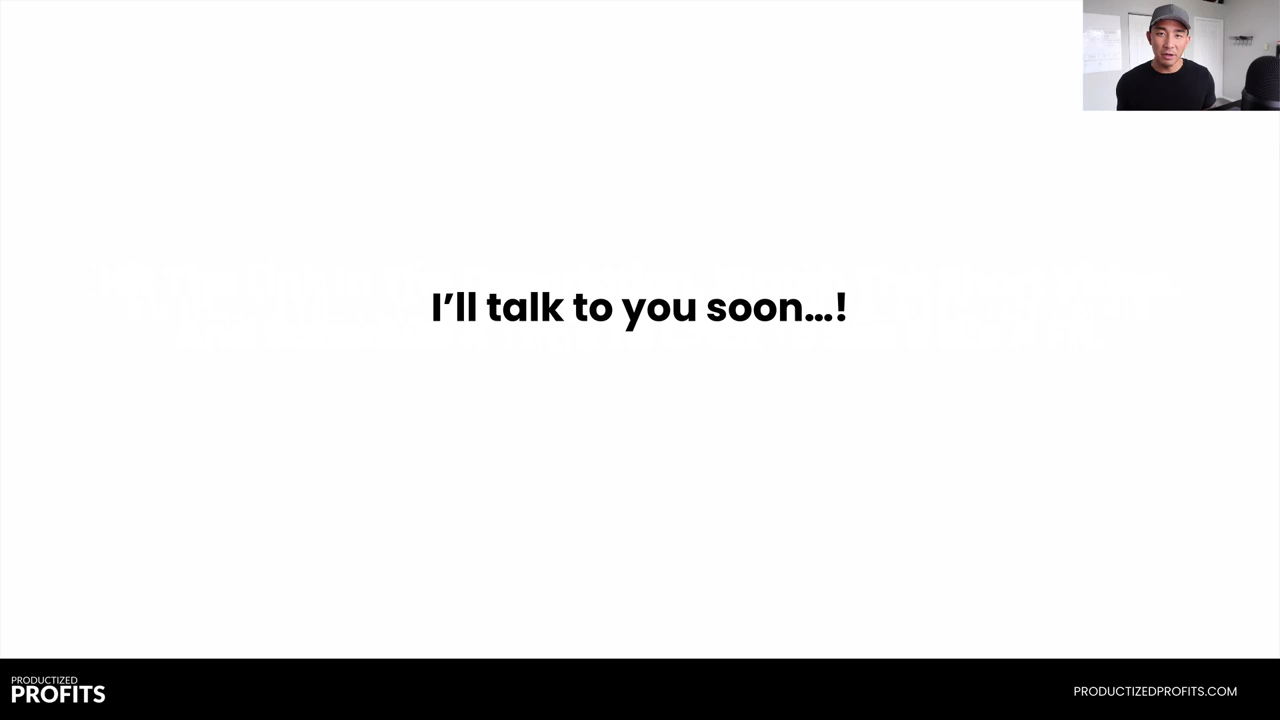 I’ll talk to you soon…!
PRODUCTIZED
PROFITS
PRODUCTIZEDPROFITS.COM